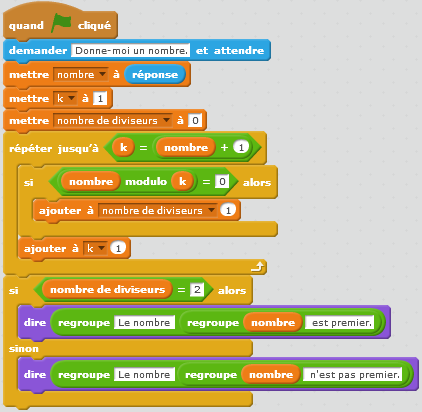 quand cliqué
demander Donne-moi un nombre. et attendre
mettre nombre à réponse
mettre k à 1
mettre nombre de diviseurs à 0
répéter jusqu'à k = nombre + 1
si nombre modulo k = 0 alors
ajouter à nombre de diviseurs 1
ajouter à k 1
si nombre de diviseurs = 2 alors
dire regroupe Le nombre regroupe nombre est premier.
sinon
dire regroupe Le nombre regroupe nombre n'est pas premier.